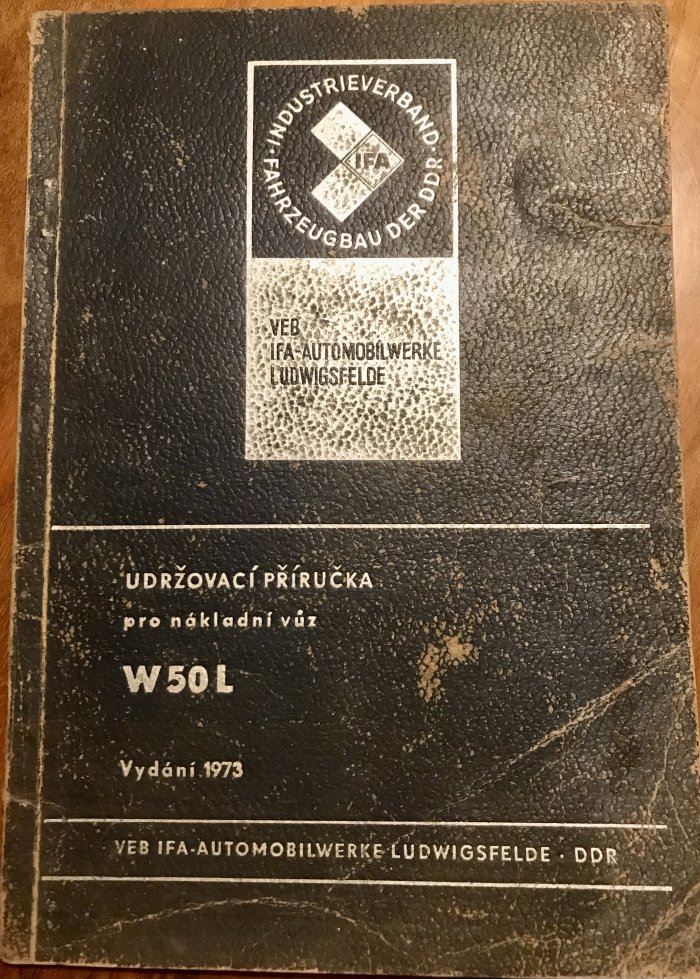 INDUSTRIEVERBAND
FAHRZEUGBAU DER DDR
IFA
VEB
IFA-AUTOMOBILWERKE
LUDWIGSFELDE
UDRŽOVACÍ PŘÍRUČKA
pro nákladní vůz
W 50 L
Vydání 1973
VEB IFA-AUTOMOBILWERKE LUDWIGSFELDE · DDR